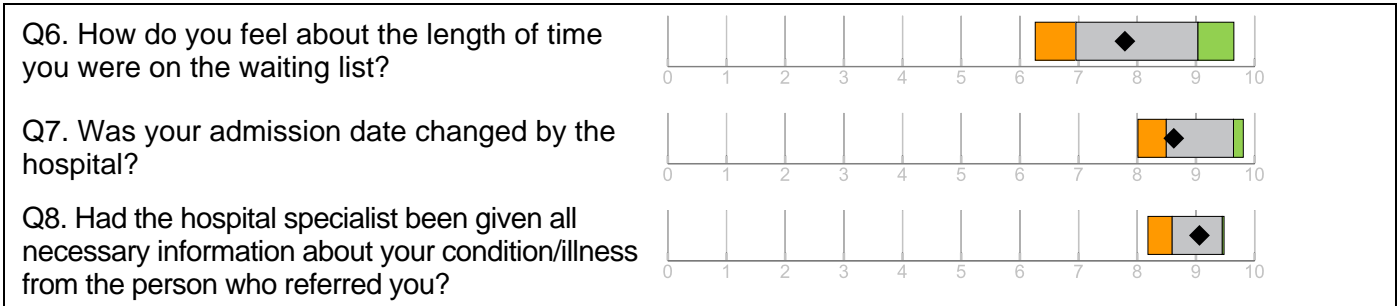 Q6. How do you feel about the length of time
you were on the waiting list?
0 1 2 3 4 5 6 7 8 9 10
Q7. Was your admission date changed by the
hospital?
0 1 2 3 4 5 6 7 8 9 10
Q8. Had the hospital specialist been given all
necessary information about your condition/illness
from the person who referred you?
0 1 2 3 4 5 6 7 8 9 10